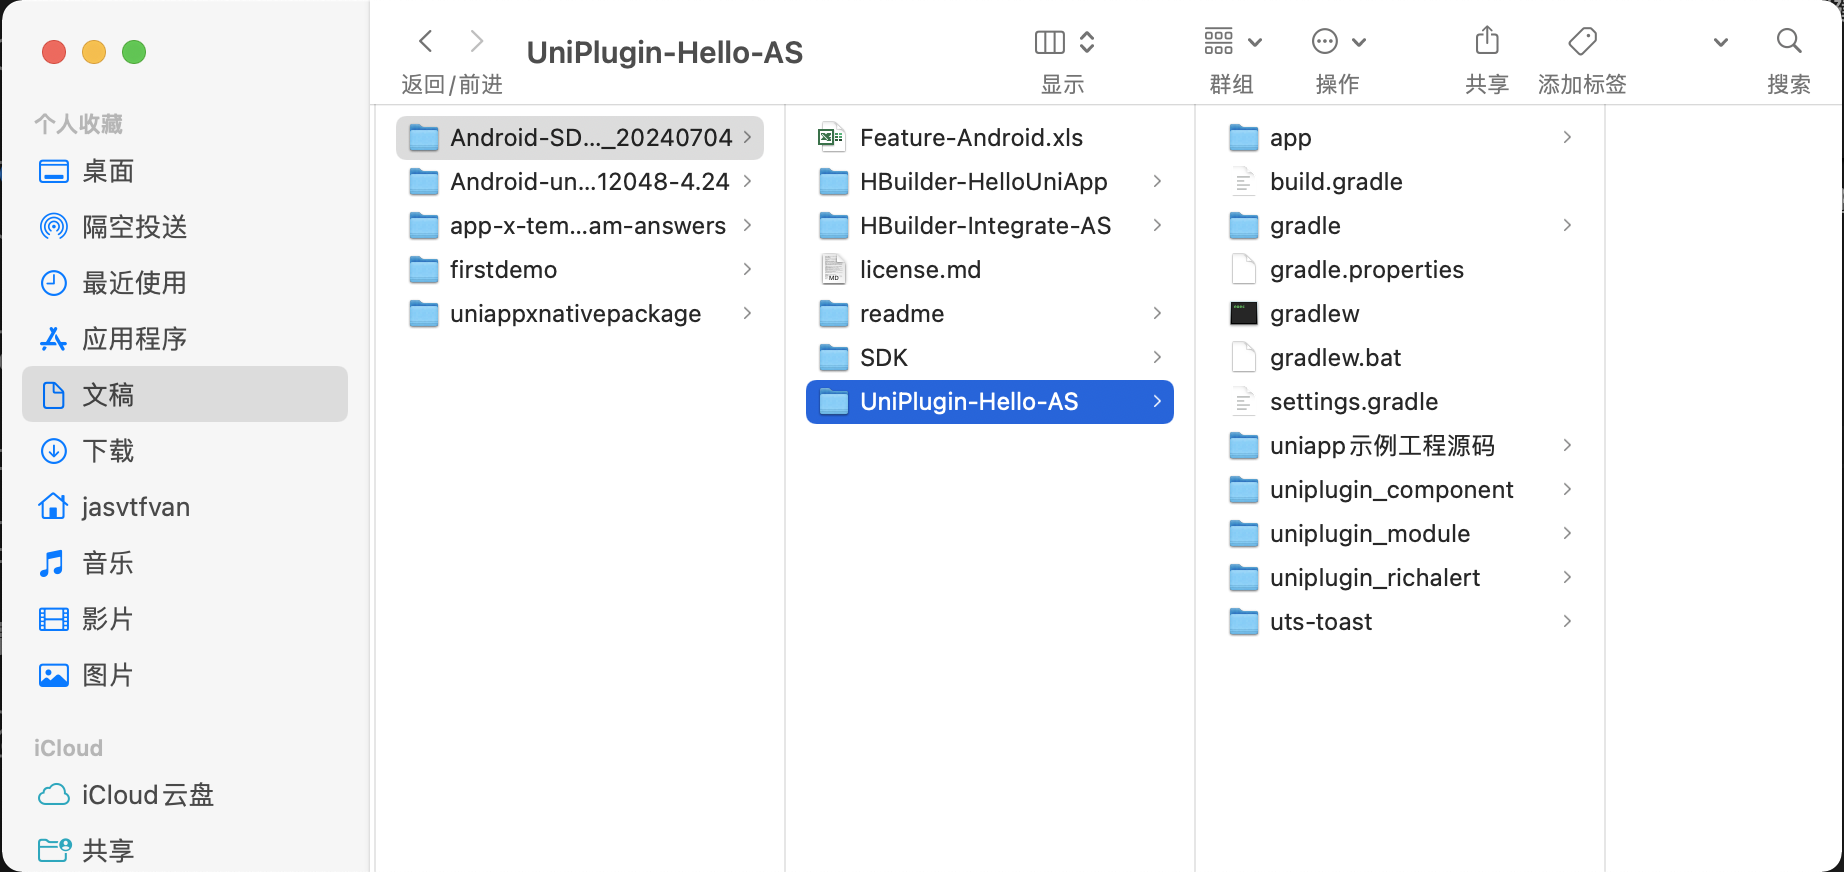 UniPlugin-Hello-AS
返回/前进
显示
群组
操作
共享
添加标签
搜索
个人收藏
桌面
隔空投送
最近使用
应用程序
文稿
下载
jasvtfvan
音乐
影片
图片
iCloud
iCloud云盘
共享
Android-SD..._20240704
Android-un...12048-4.24
app-x-tem...am-answers
firstdemo
uniappxnativepackage
Feature-Android.xls
HBuilder-HelloUniApp
HBuilder-Integrate-AS
license.md
readme
SDK
UniPlugin-Hello-AS
app
build.gradle
gradle
gradle.properties
gradlew
gradlew.bat
settings.gradle
uniapp示例工程源码
uniplugin_component
uniplugin_module
uniplugin_richalert
uts-toast